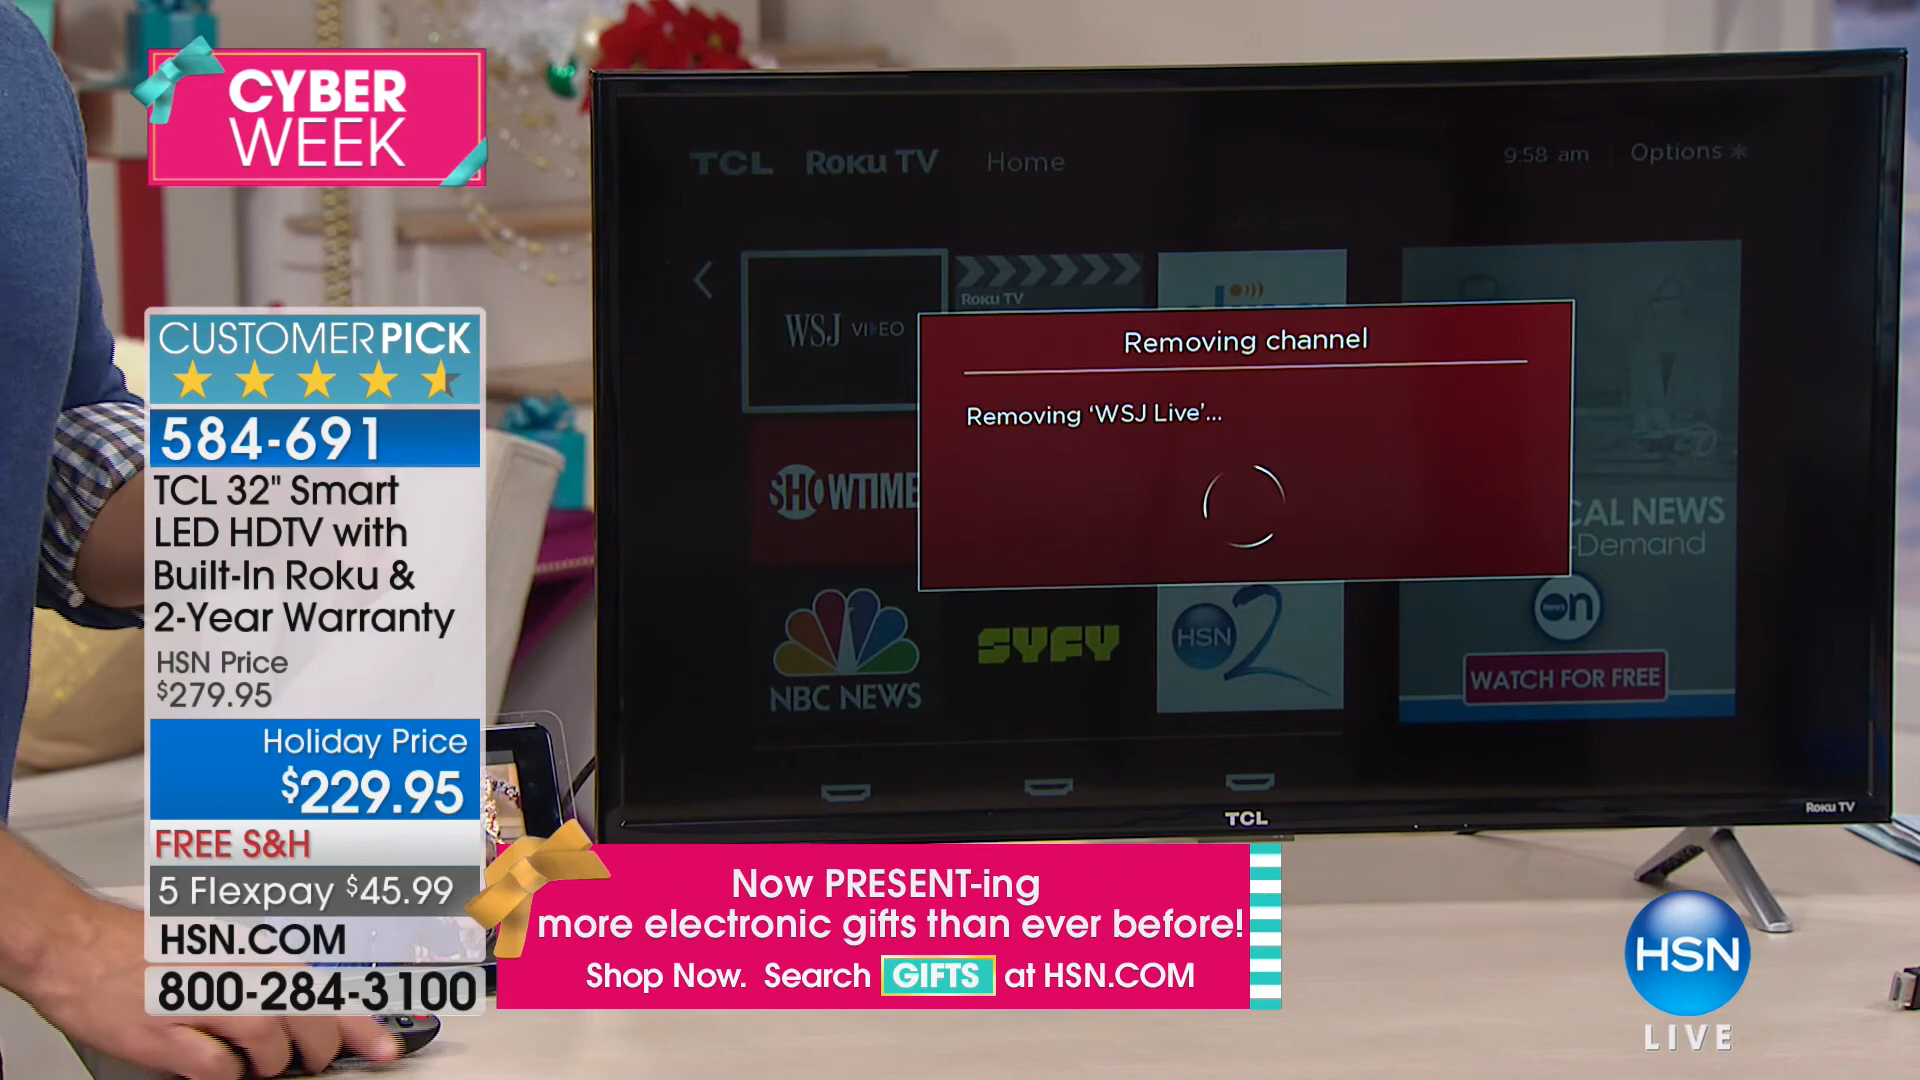 CYBER
WEEK
CUSTOMER PICK
584-691
TCL 32" Smart
LED HDTV with
Built-In Roku &
2-Year Warranty
HSN Price
$279.95
Holiday Price
$229.95
FREE S&H
5 Flexpay $45.99
HSN.COM
800-284-3100
TCL Roku TV Home
9:58 am Options *
WSJ VIDEO
Roku TV
Removing channel
Removing ‘WSJ Live’...
SHOWTIME
CAL NEWS
-Demand
News on
WATCH FOR FREE
NBC NEWS
SYFY
HSN 2
TCL
Roku TV
Now PRESENT-ing
more electronic gifts than ever before!
Shop Now. Search GIFTS at HSN.COM
HSN
LIVE